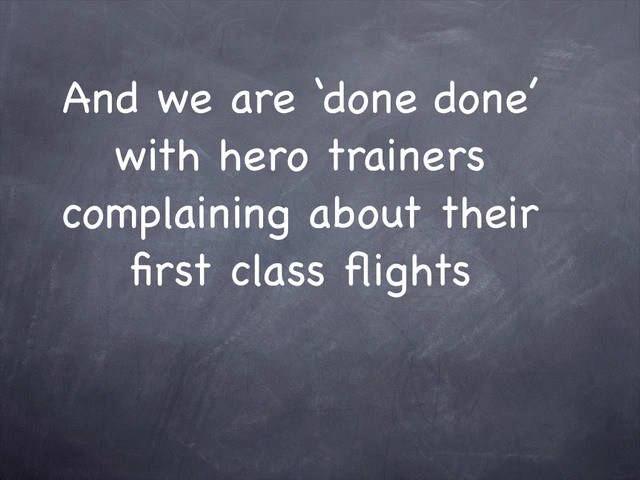 And we are ‘done done’
with hero trainers
complaining about their
first class flights